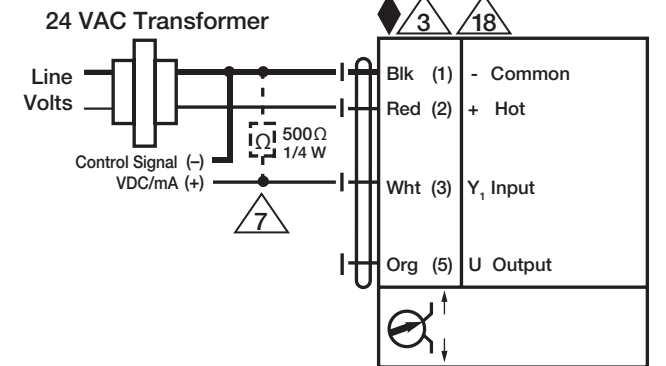 24 VAC Transformer
3
18
Line
Volts
Blk (1) - Common
Red (2) + Hot
Ω
500Ω
1/4 W
Control Signal (–)
VDC/mA (+)
Wht (3) Y₁ Input
7
Org (5) U Output